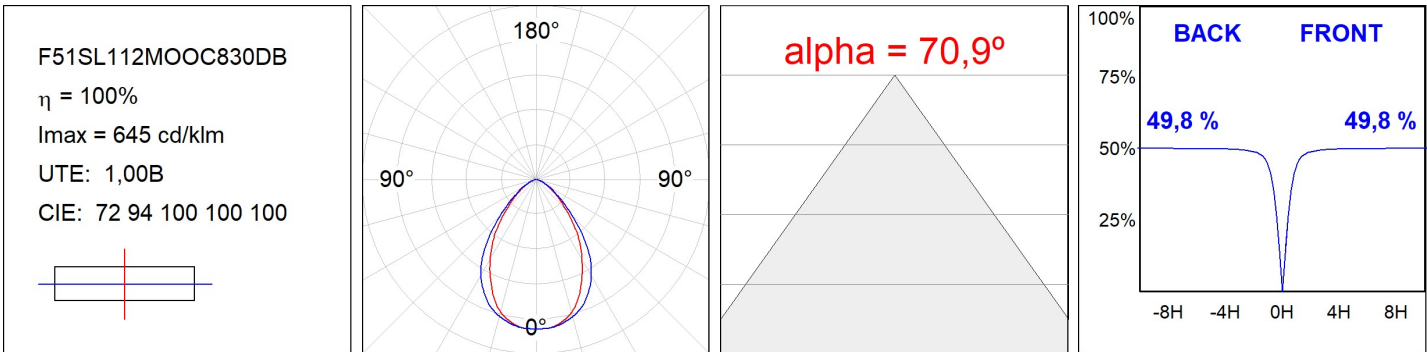 F51SL112MOOC830DB
η = 100%
Imax = 645 cd/klm
UTE:  1,00B
CIE:  72 94 100 100 100
180°
90°
90°
0°
alpha = 70,9º
100%
BACK
FRONT
75%
49,8 %
49,8 %
50%
25%
-8H
-4H
0H
4H
8H